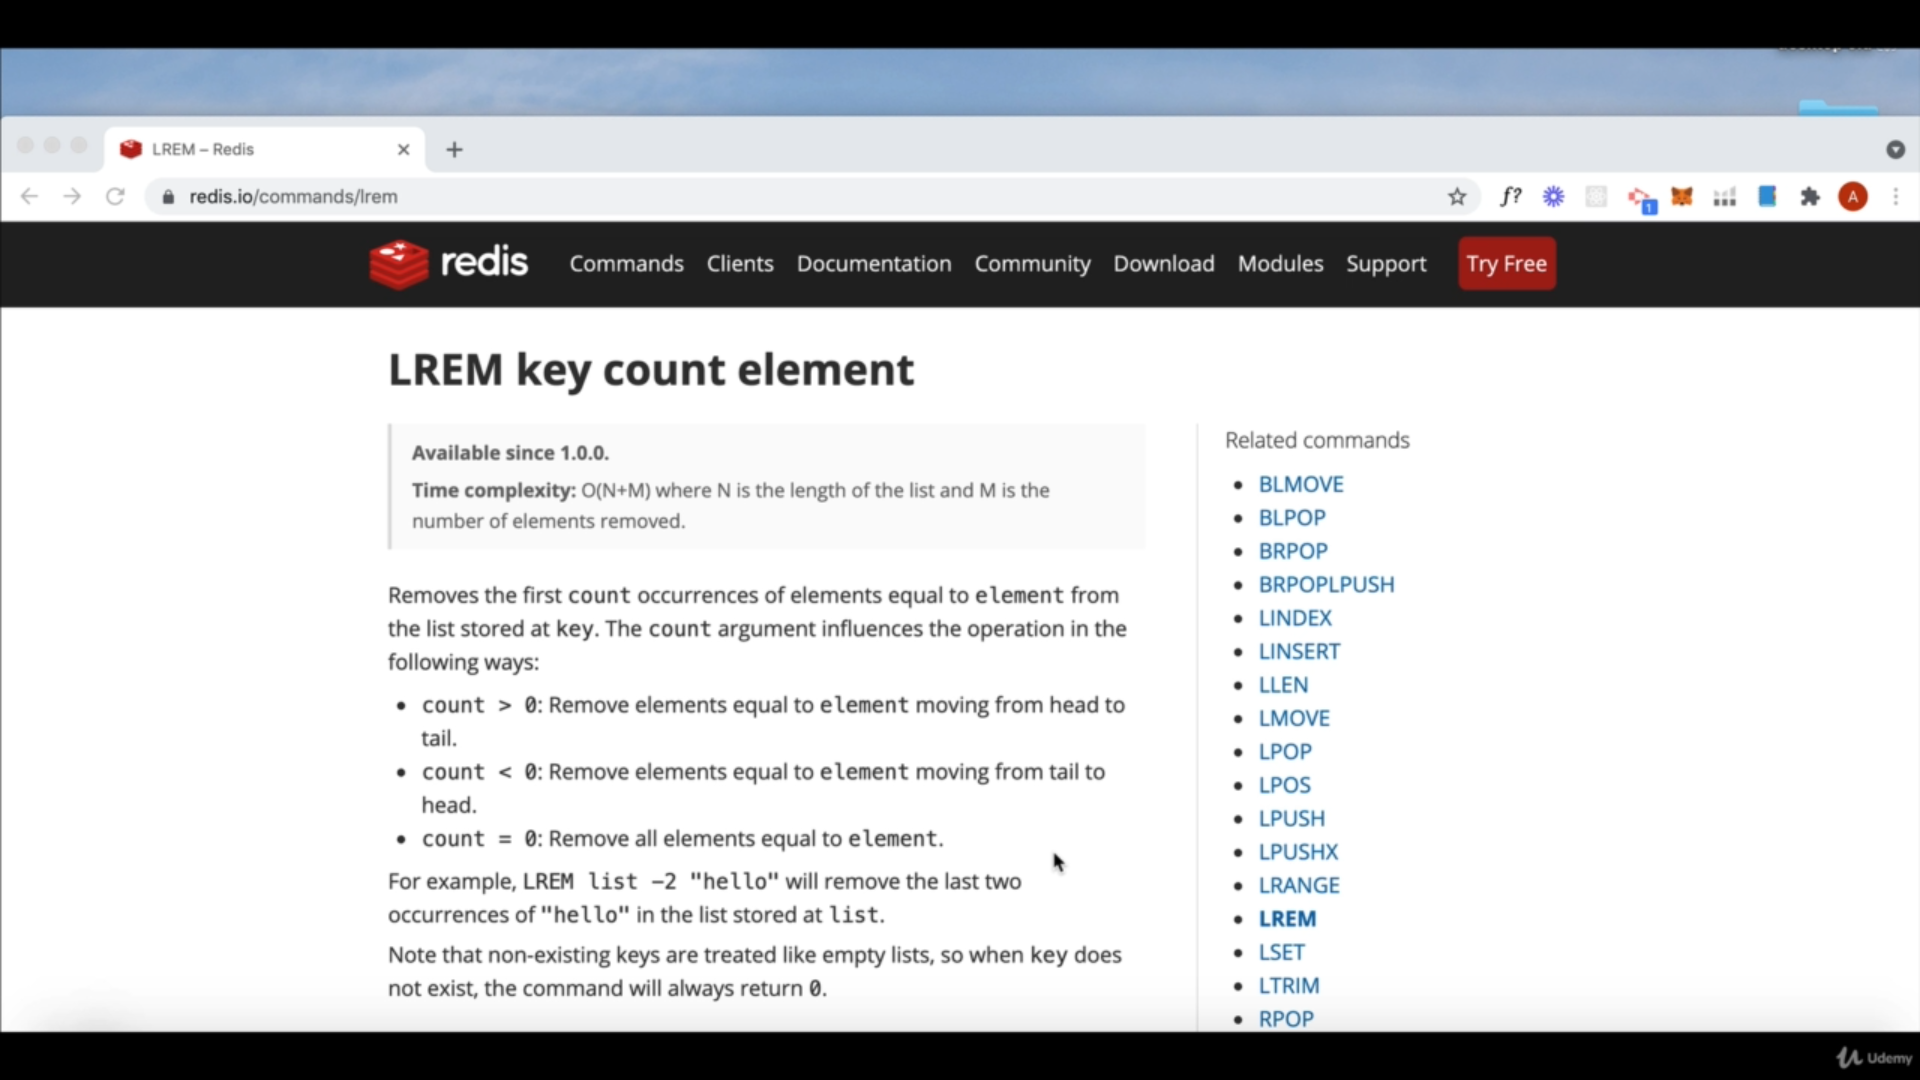 LREM – Redis
redis.io/commands/lrem
f?
1
A
redis
Commands Clients Documentation Community Download Modules Support Try Free
LREM key count element
Available since 1.0.0.
Time complexity: O(N+M) where N is the length of the list and M is the
number of elements removed.
Removes the first count occurrences of elements equal to element from
the list stored at key. The count argument influences the operation in the
following ways:
• count > 0: Remove elements equal to element moving from head to
tail.
• count < 0: Remove elements equal to element moving from tail to
head.
• count = 0: Remove all elements equal to element.
For example, LREM list −2 "hello" will remove the last two
occurrences of "hello" in the list stored at list.
Note that non-existing keys are treated like empty lists, so when key does
not exist, the command will always return 0.
Related commands
• BLMOVE
• BLPOP
• BRPOP
• BRPOPLPUSH
• LINDEX
• LINSERT
• LLEN
• LMOVE
• LPOP
• LPOS
• LPUSH
• LPUSHX
• LRANGE
• LREM
• LSET
• LTRIM
• RPOP
Udemy